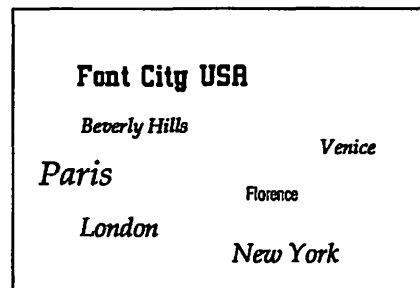 Font City USA
Beverly Hills
Venice
Paris
Florence
London
New York